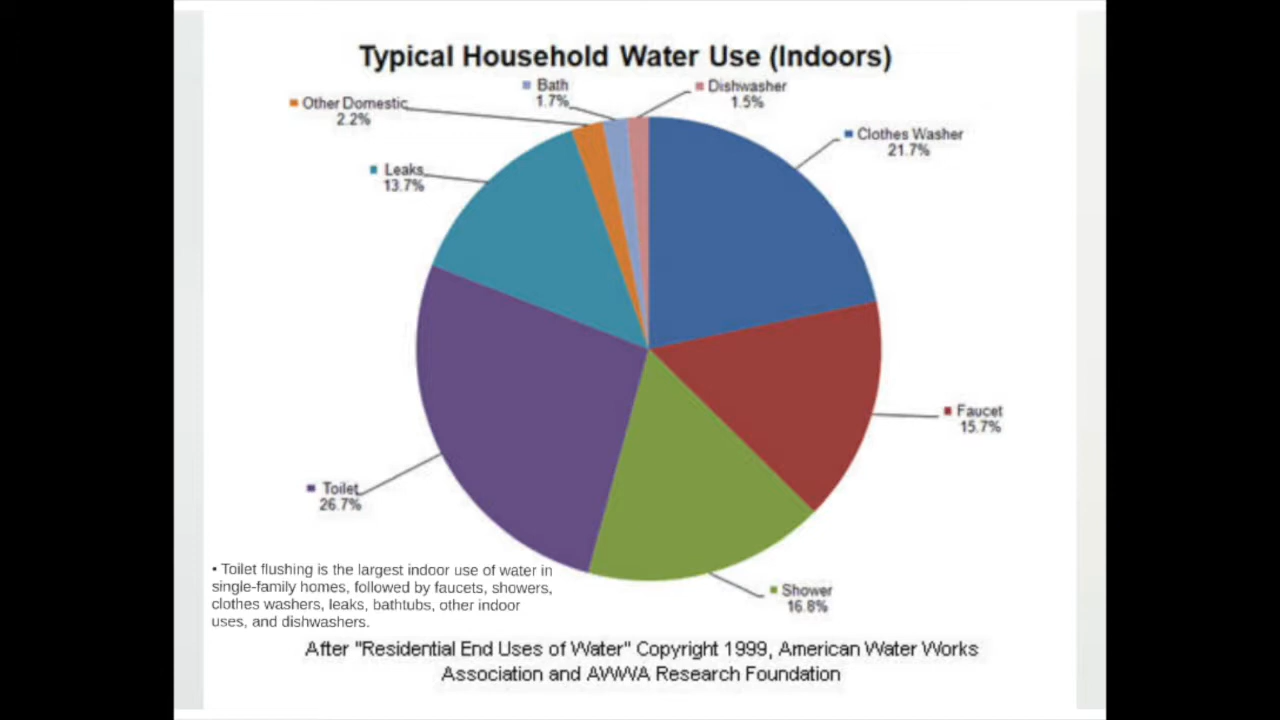 Typical Household Water Use (Indoors)
Bath
1.7%
Dishwasher
1.5%
Other Domestic
2.2%
Clothes Washer
21.7%
Leaks
13.7%
Faucet
15.7%
Toilet
26.7%
Shower
16.8%
• Toilet flushing is the largest indoor use of water in
single-family homes, followed by faucets, showers,
clothes washers, leaks, bathtubs, other indoor
uses, and dishwashers.
After "Residential End Uses of Water" Copyright 1999, American Water Works
Association and AWWA Research Foundation